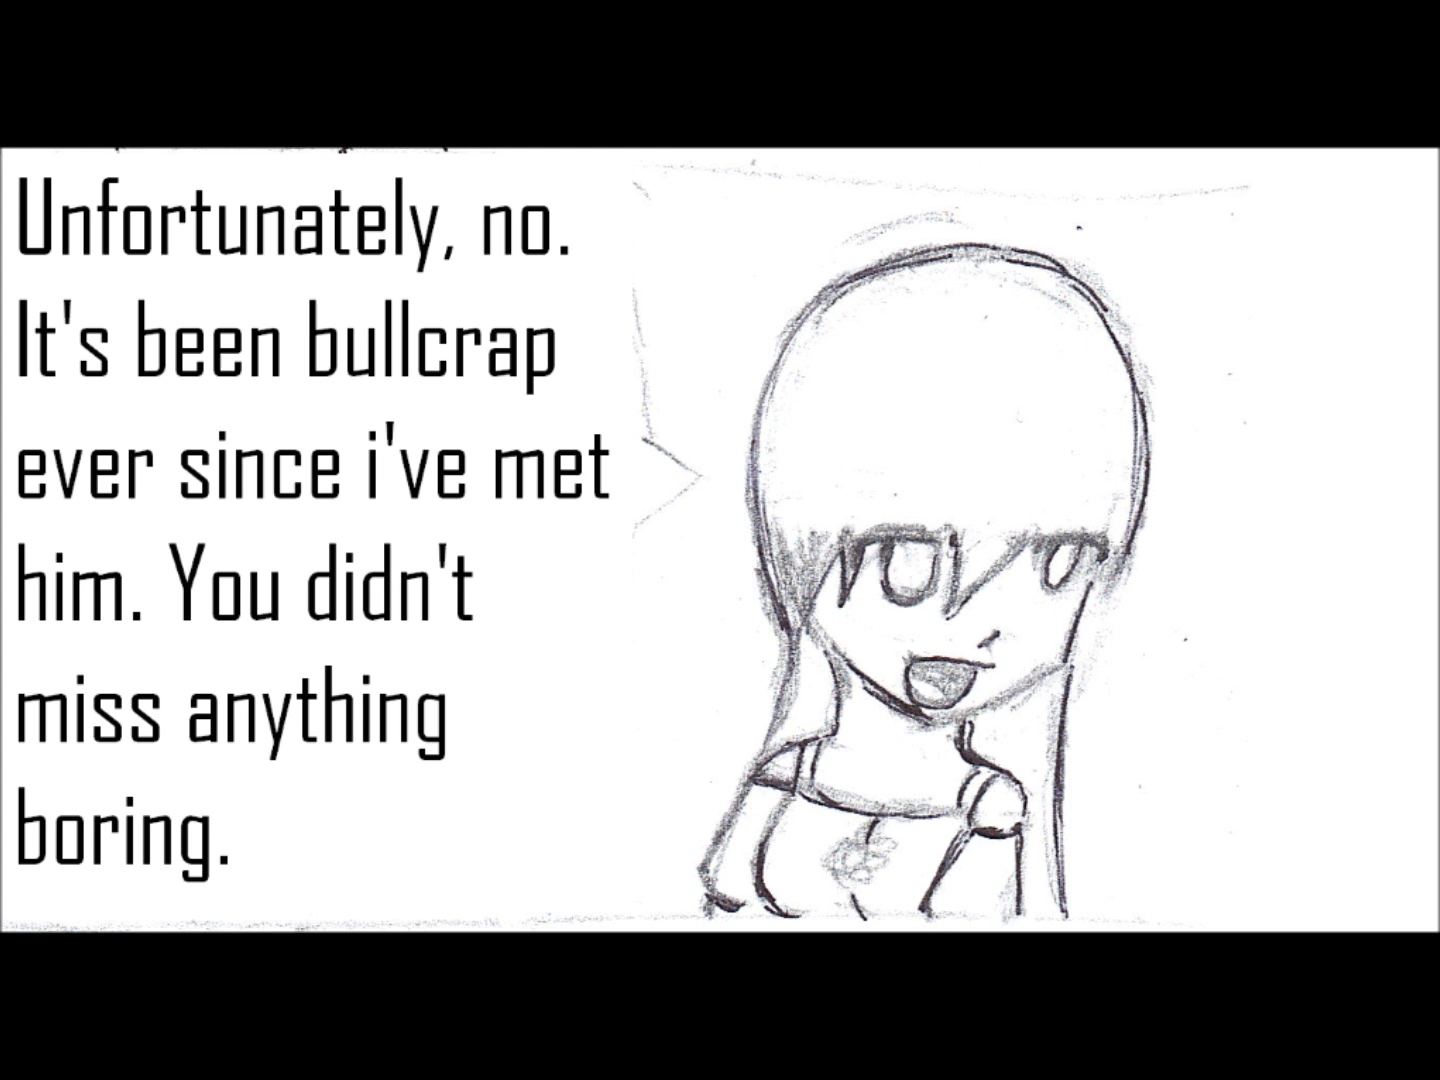 Unfortunately, no.
It's been bullcrap
ever since i've met
him. You didn't
miss anything
boring.